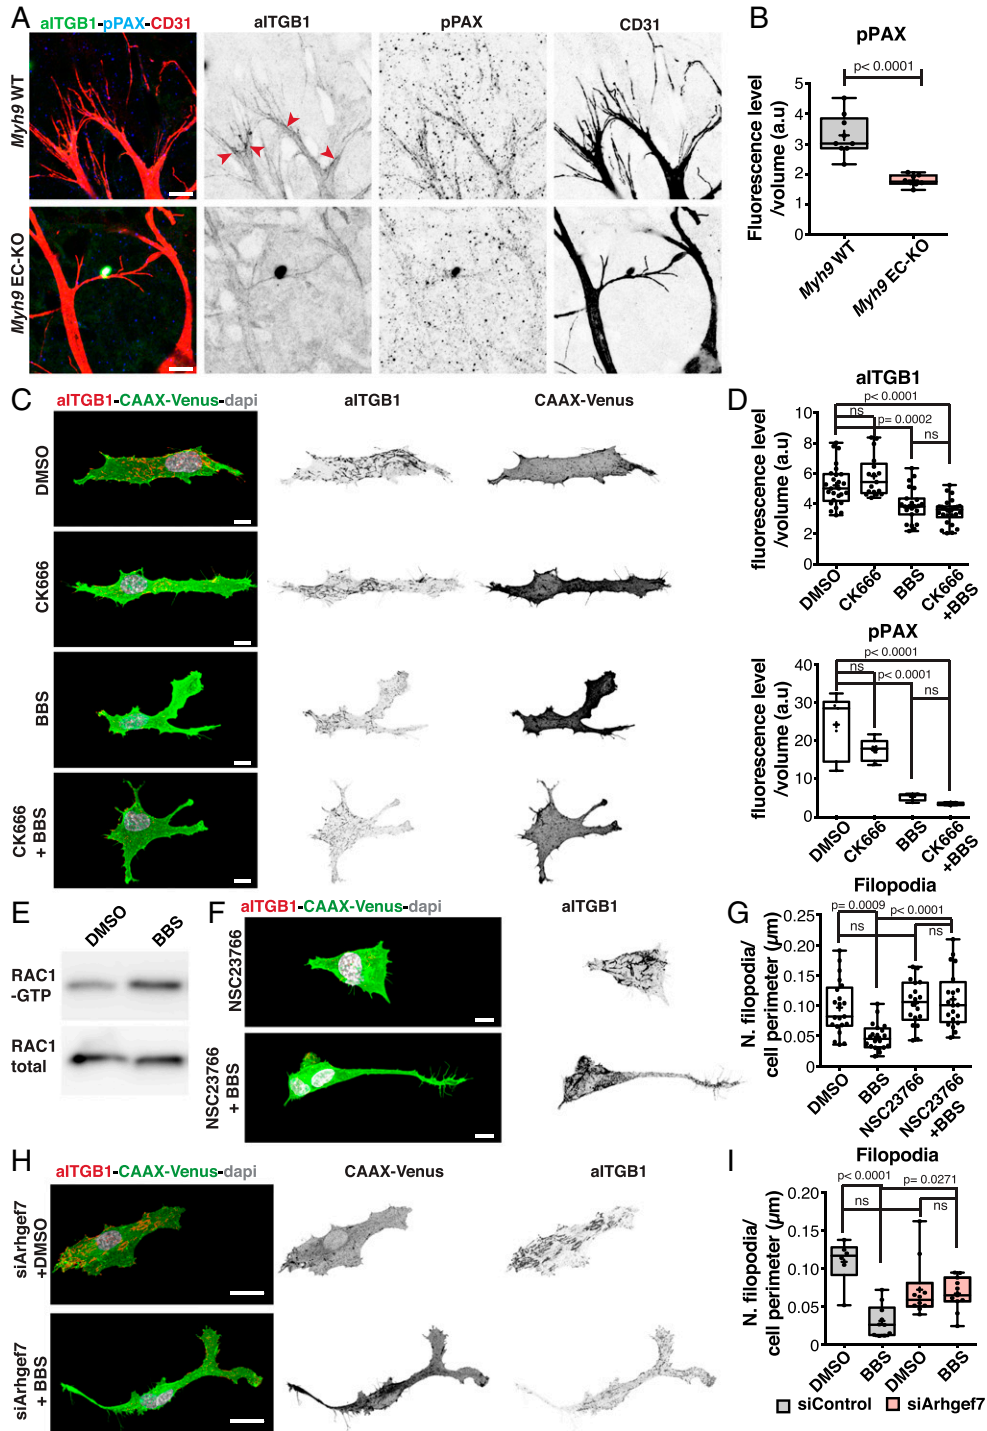 A
aITGB1-pPAX-CD31
aITGB1
pPAX
CD31
Myh9 WT
Myh9 EC-KO
B
pPAX
p< 0.0001
Fluorescence level
/volume (a.u)
5
4
3
2
1
0
Myh9 WT
Myh9 EC-KO
C
aITGB1-CAAX-Venus-dapi
aITGB1
CAAX-Venus
DMSO
CK666
BBS
CK666
+ BBS
D
aITGB1
p< 0.0001
ns
p= 0.0002
ns
fluorescence level
/volume (a.u)
10
8
6
4
2
0
DMSO
CK666
BBS
CK666
+BBS
pPAX
p< 0.0001
ns
p< 0.0001
ns
fluorescence level
/volume (a.u)
40
30
20
10
0
DMSO
CK666
BBS
CK666
+BBS
E
DMSO
BBS
RAC1
-GTP
RAC1
total
F
aITGB1-CAAX-Venus-dapi
aITGB1
NSC23766
NSC23766
+ BBS
G
Filopodia
p= 0.0009
p< 0.0001
ns
ns
N. filopodia/
cell perimeter (µm)
0.25
0.20
0.15
0.10
0.05
0
DMSO
BBS
NSC23766
NSC23766
+BBS
H
aITGB1-CAAX-Venus-dapi
CAAX-Venus
aITGB1
siArhgef7
+DMSO
siArhgef7
+ BBS
I
Filopodia
p< 0.0001
p= 0.0271
ns
ns
N. filopodia/
cell perimeter (µm)
0.20
0.15
0.10
0.05
0
DMSO
BBS
DMSO
BBS
siControl
siArhgef7